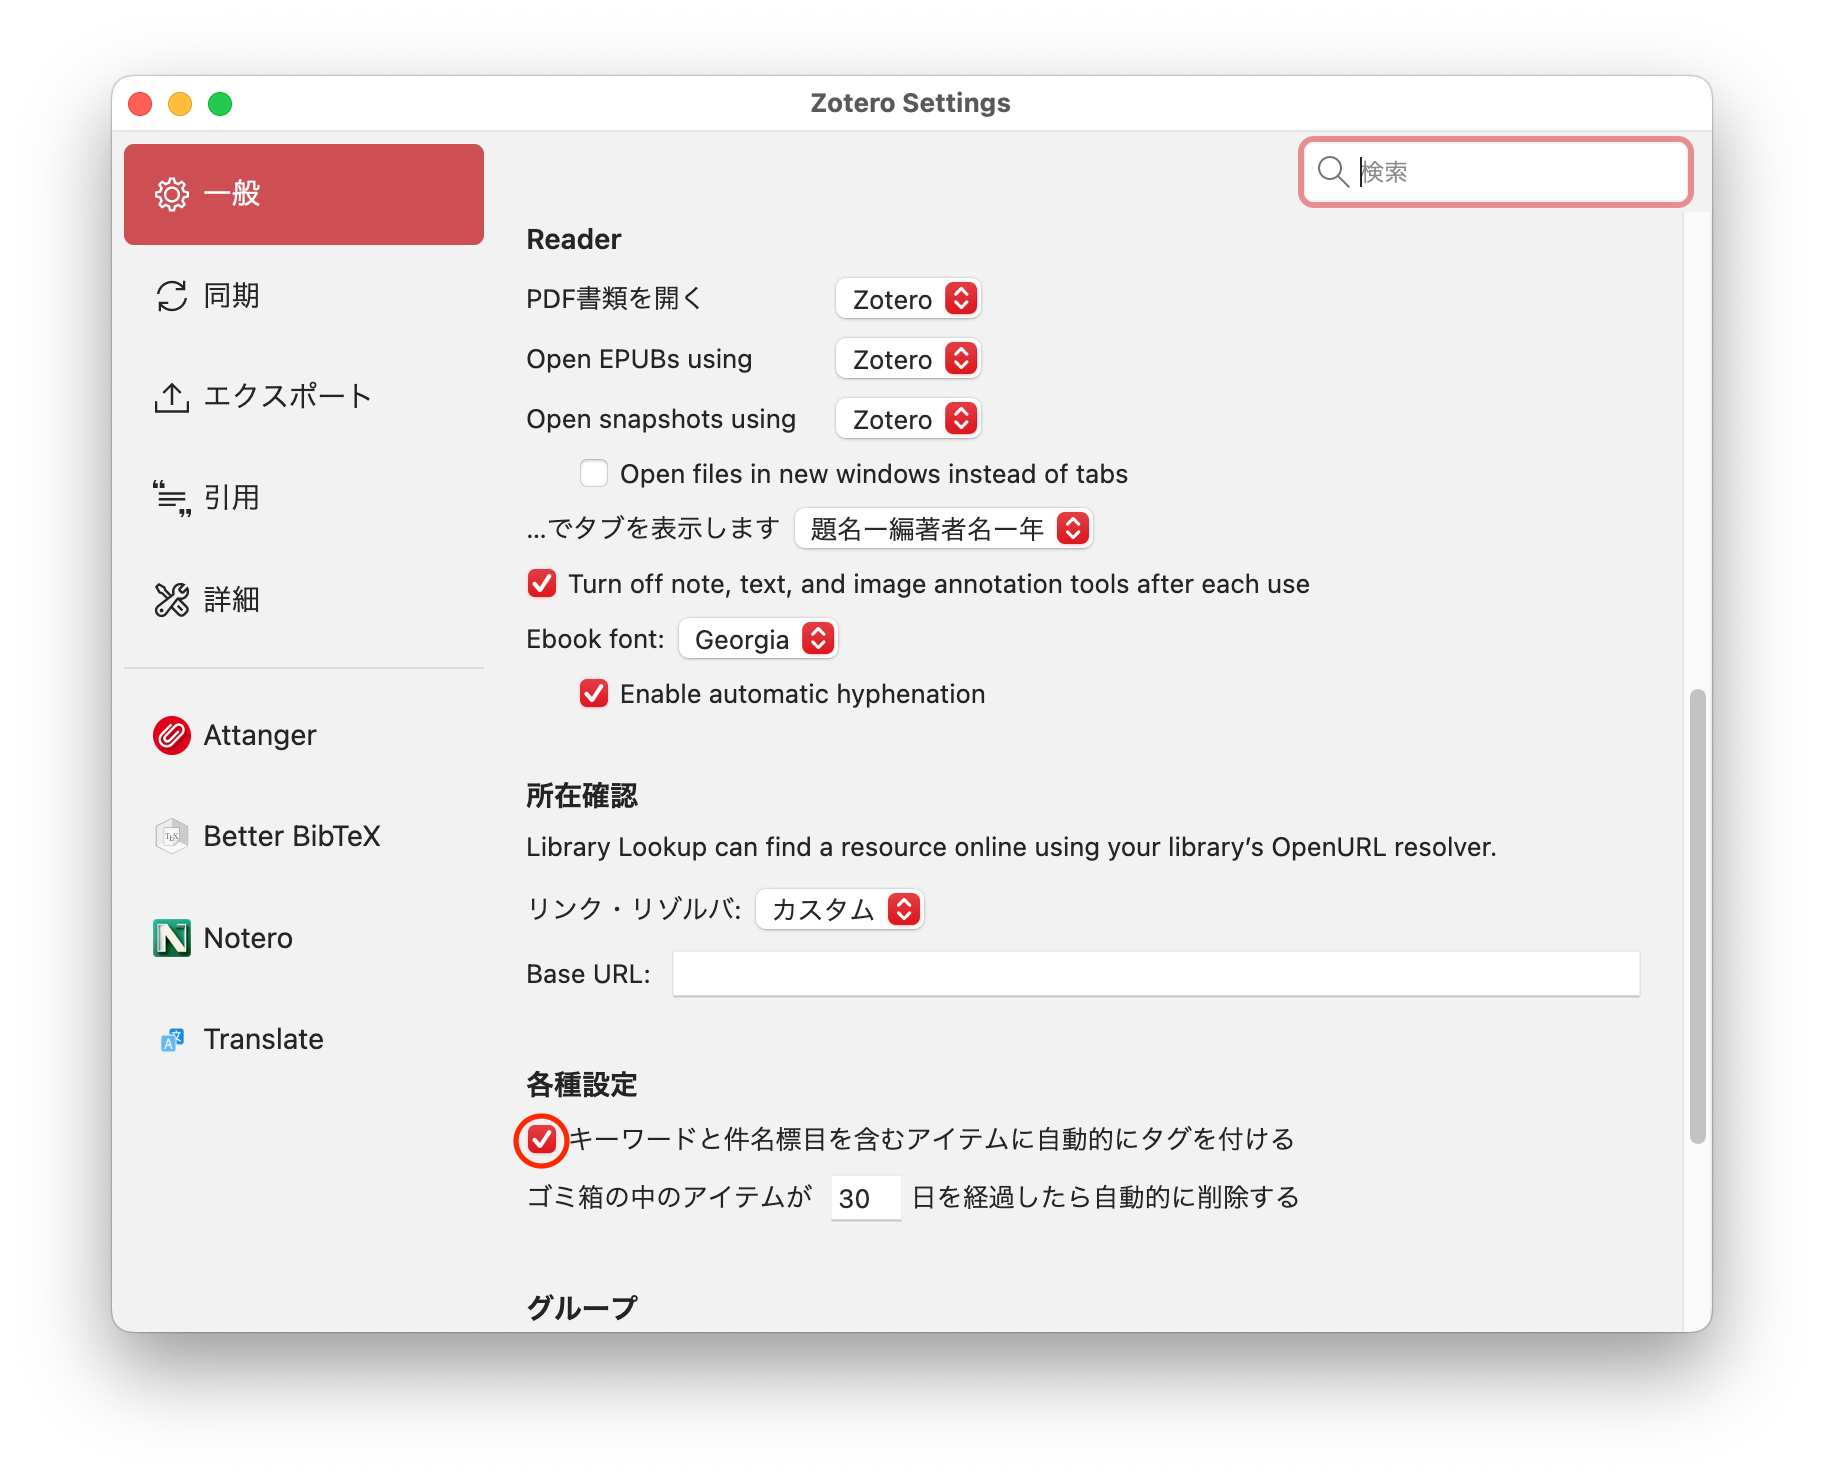 Zotero Settings
一般
検索
同期
エクスポート
引用
詳細
Attanger
Better BibTeX
Notero
Translate
Reader
PDF書類を開く Zotero
Open EPUBs using Zotero
Open snapshots using Zotero
Open files in new windows instead of tabs
...でタブを表示します 題名ー編著者名ー年
Turn off note, text, and image annotation tools after each use
Ebook font: Georgia
Enable automatic hyphenation
所在確認
Library Lookup can find a resource online using your library’s OpenURL resolver.
リンク・リゾルバ: カスタム
Base URL:
各種設定
キーワードと件名標目を含むアイテムに自動的にタグを付ける
ゴミ箱の中のアイテムが 30 日を経過したら自動的に削除する
グループ